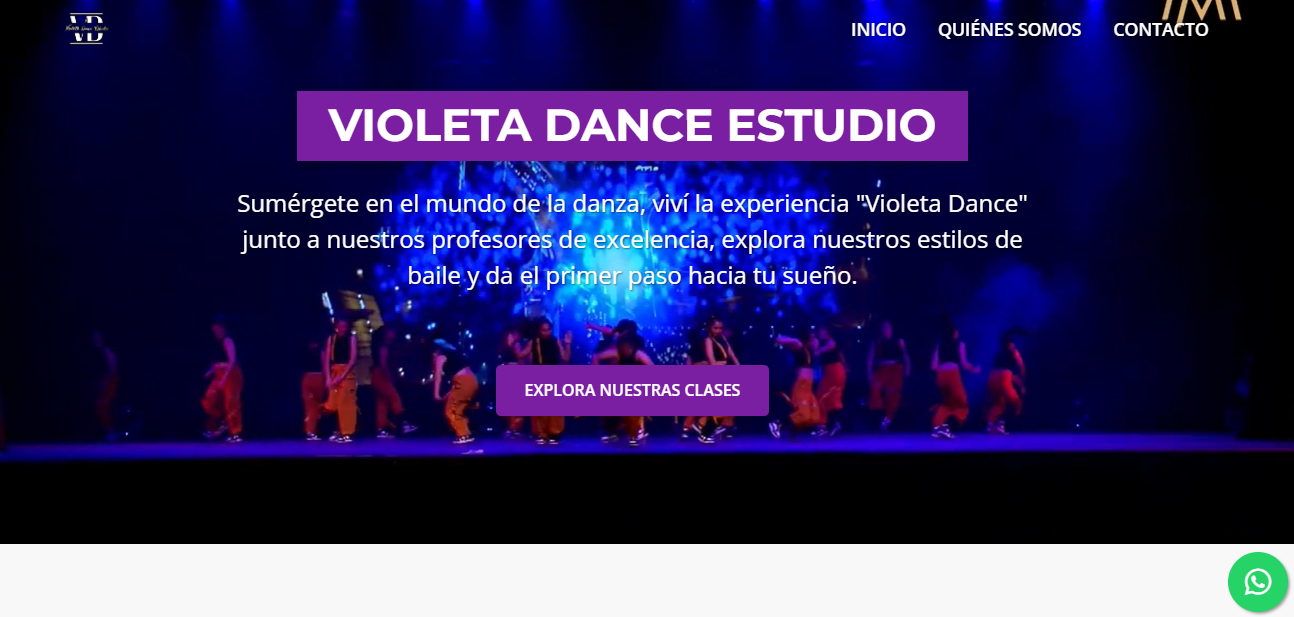 VD
INICIO
QUIÉNES SOMOS
CONTACTO
VIOLETA DANCE ESTUDIO
Sumérgete en el mundo de la danza, viví la experiencia "Violeta Dance"
junto a nuestros profesores de excelencia, explora nuestros estilos de
baile y da el primer paso hacia tu sueño.
EXPLORA NUESTRAS CLASES